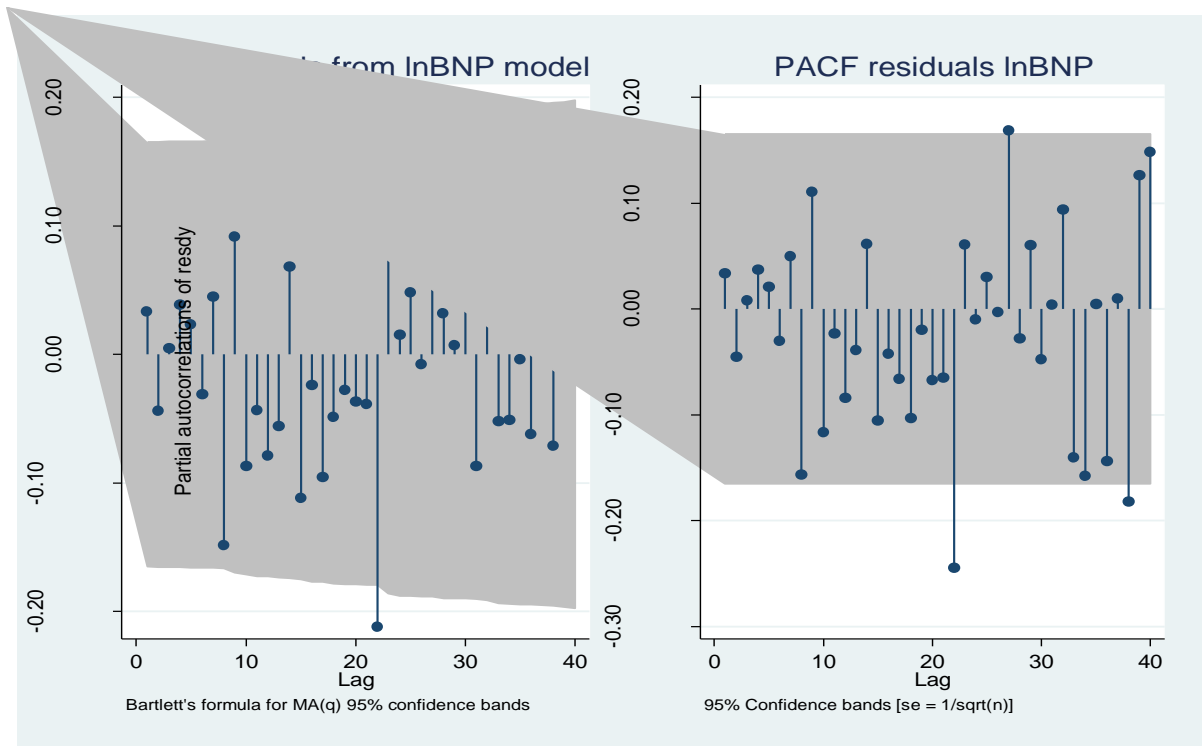 from lnBNP model
0.20
0.10
0.00
-0.10
-0.20
Partial autocorrelations of resdy
0 10 20 30 40
Lag
Bartlett's formula for MA(q) 95% confidence bands
PACF residuals lnBNP
0.20
0.10
0.00
-0.10
-0.20
-0.30
0 10 20 30 40
Lag
95% Confidence bands [se = 1/sqrt(n)]